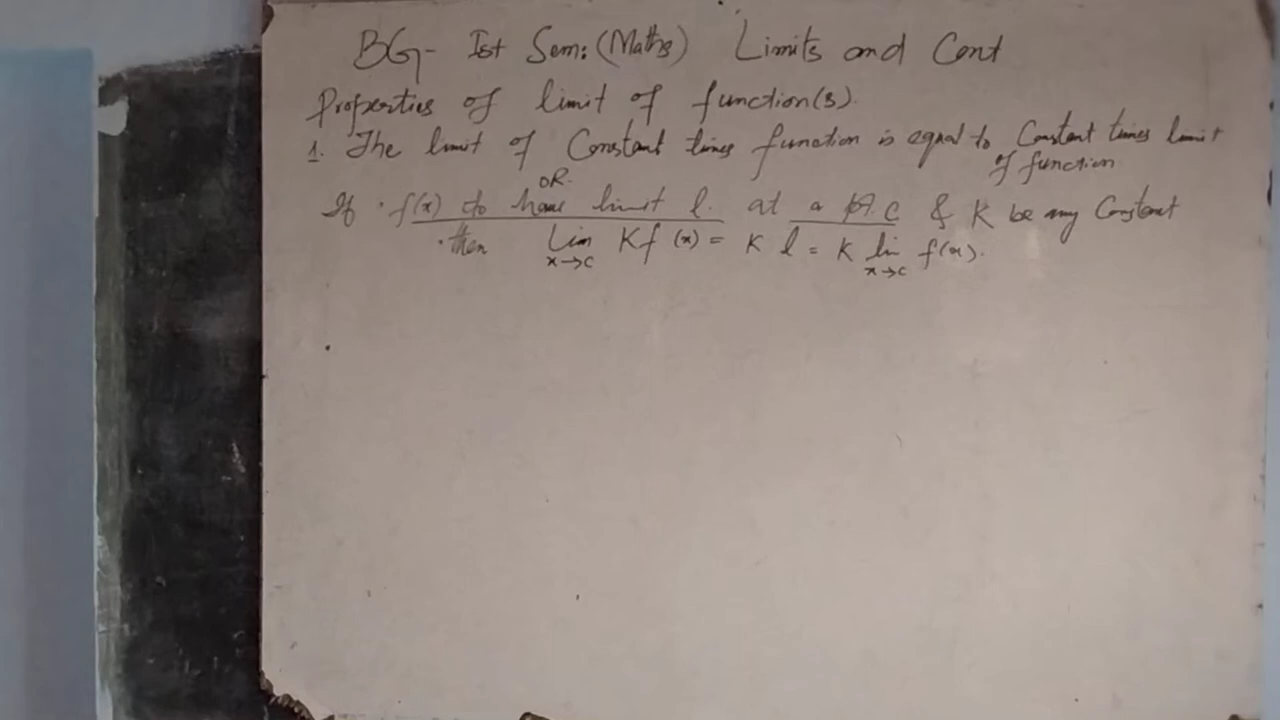 BG- Ist Sem: (Maths) Limits and Cont
Properties of limit of function(s).
1. The limit of Constant times function is equal to Constant times limit
of function
OR
If f(x) to have limit l. at a pt. c & K be any Constant
then Lim x→c Kf(x) = K l = K lim x→c f(x).